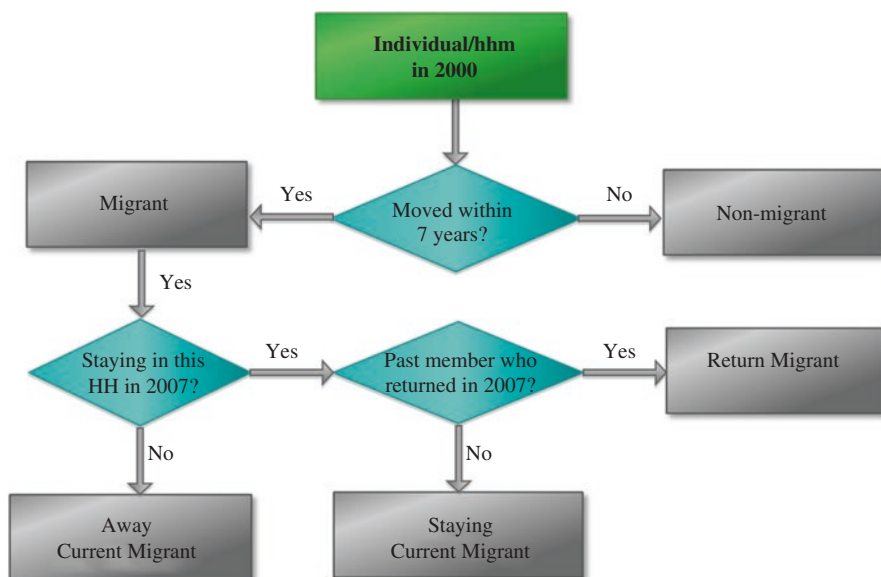 Individual/hhm
in 2000
Yes
No
Migrant
Moved within
7 years?
Non-migrant
Yes
Staying in this
HH in 2007?
Yes
Past member who
returned in 2007?
Yes
Return Migrant
No
No
Away
Current Migrant
Staying
Current Migrant